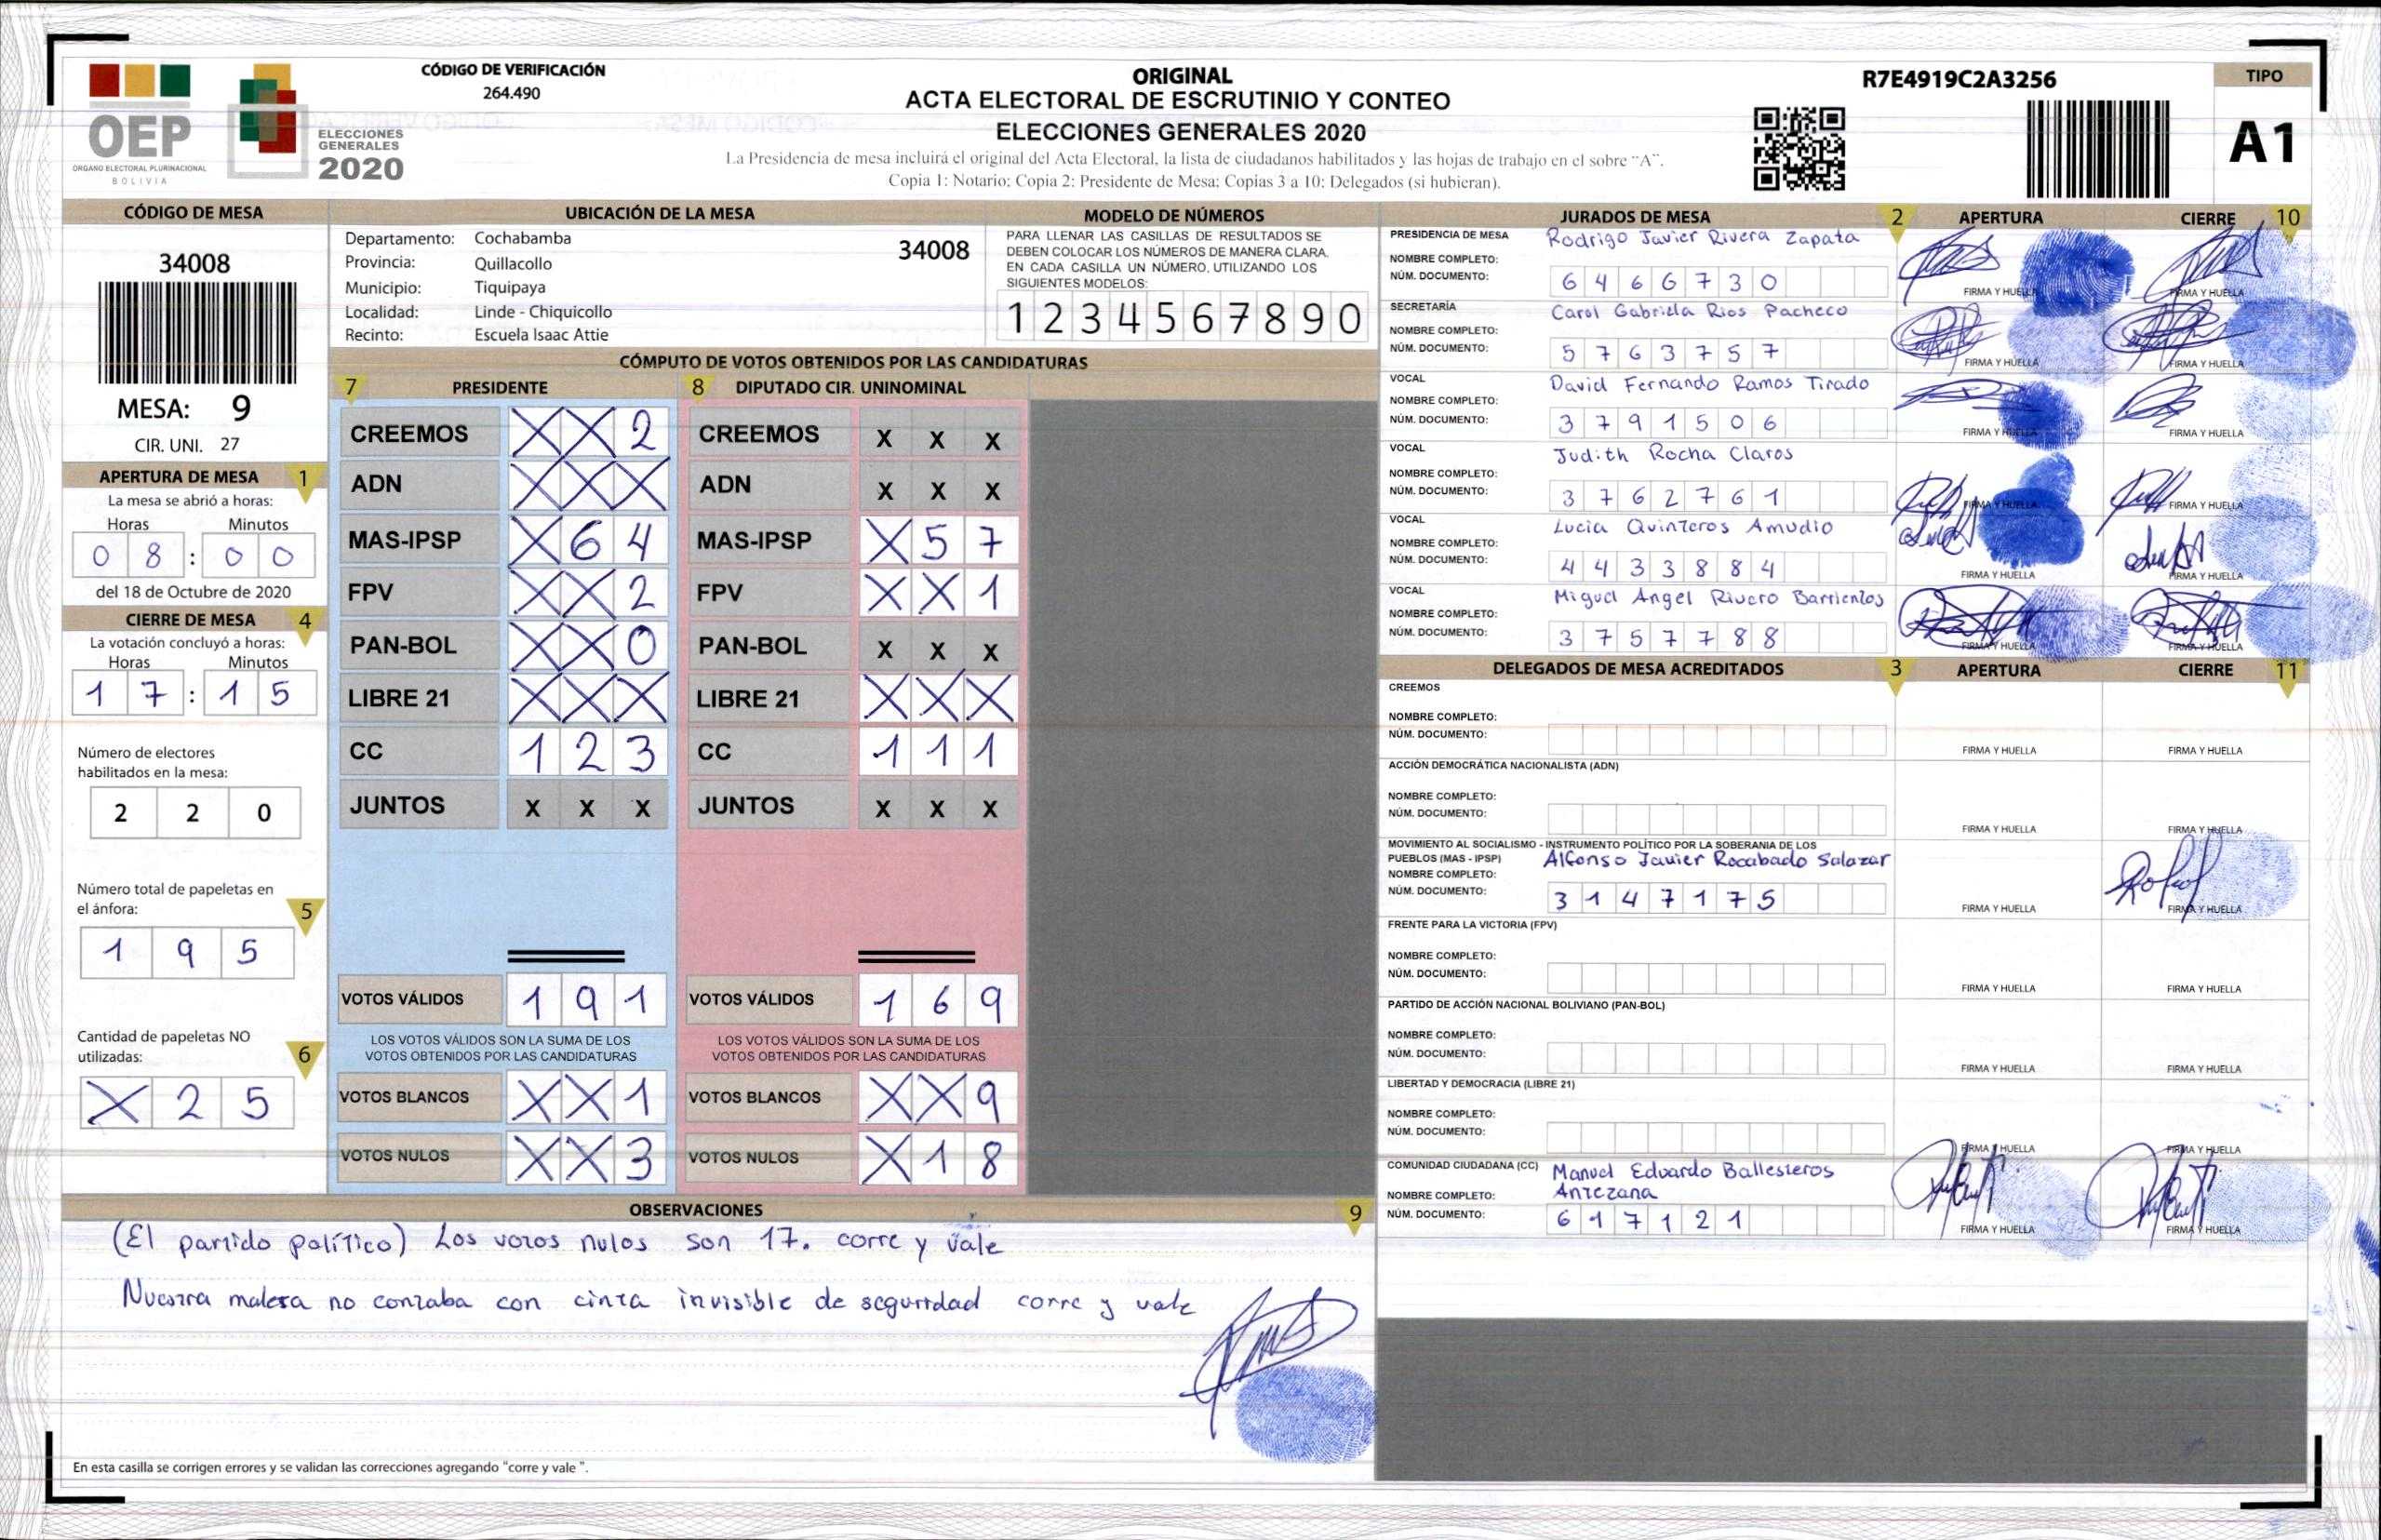 CÓDIGO DE VERIFICACIÓN
264.490
OEP
ORGANO ELECTORAL PLURINACIONAL
BOLIVIA
ELECCIONES
GENERALES
2020
ORIGINAL
ACTA ELECTORAL DE ESCRUTINIO Y CONTEO
ELECCIONES GENERALES 2020
La Presidencia de mesa incluirá el original del Acta Electoral, la lista de ciudadanos habilitados y las hojas de trabajo en el sobre "A".
Copia 1: Notario; Copia 2: Presidente de Mesa; Copias 3 a 10: Delegados (si hubieran).
R7E4919C2A3256
TIPO
A1
CÓDIGO DE MESA
34008
MESA: 9
CIR. UNI. 27
APERTURA DE MESA 1
La mesa se abrió a horas:
Horas Minutos
0 8 : 0 0
del 18 de Octubre de 2020
CIERRE DE MESA 4
La votación concluyó a horas:
Horas Minutos
1 7 : 1 5
Número de electores
habilitados en la mesa:
2 2 0
Número total de papeletas en
el ánfora: 5
1 9 5
Cantidad de papeletas NO
utilizadas: 6
X 2 5
UBICACIÓN DE LA MESA
Departamento: Cochabamba 34008
Provincia: Quillacollo
Municipio: Tiquipaya
Localidad: Linde - Chiquicollo
Recinto: Escuela Isaac Attie
MODELO DE NÚMEROS
PARA LLENAR LAS CASILLAS DE RESULTADOS SE
DEBEN COLOCAR LOS NÚMEROS DE MANERA CLARA.
EN CADA CASILLA UN NÚMERO, UTILIZANDO LOS
SIGUIENTES MODELOS:
1 2 3 4 5 6 7 8 9 0
CÓMPUTO DE VOTOS OBTENIDOS POR LAS CANDIDATURAS
7 PRESIDENTE 8 DIPUTADO CIR. UNINOMINAL
CREEMOS X X 2 CREEMOS X X X
ADN X X X ADN X X X
MAS-IPSP X 6 4 MAS-IPSP X 5 7
FPV X X 2 FPV X X 1
PAN-BOL X X 0 PAN-BOL X X X
LIBRE 21 X X X LIBRE 21 X X X
CC 1 2 3 CC 1 1 1
JUNTOS X X X JUNTOS X X X
VOTOS VÁLIDOS 1 9 1 VOTOS VÁLIDOS 1 6 9
LOS VOTOS VÁLIDOS SON LA SUMA DE LOS LOS VOTOS VÁLIDOS SON LA SUMA DE LOS
VOTOS OBTENIDOS POR LAS CANDIDATURAS VOTOS OBTENIDOS POR LAS CANDIDATURAS
VOTOS BLANCOS X X 1 VOTOS BLANCOS X X 9
VOTOS NULOS X X 3 VOTOS NULOS X 1 8
OBSERVACIONES 9
(El partido político) Los votos nulos son 17. corre y vale
Nuestra maleta no contaba con cinta invisible de seguridad corre y vale
En esta casilla se corrigen errores y se validan las correcciones agregando "corre y vale ".
JURADOS DE MESA 2 APERTURA CIERRE 10
PRESIDENCIA DE MESA Rodrigo Javier Rivera Zapata
NOMBRE COMPLETO:
NÚM. DOCUMENTO: 6 4 6 6 7 3 0
FIRMA Y HUELLA FIRMA Y HUELLA
SECRETARÍA Carol Gabriela Rios Pacheco
NOMBRE COMPLETO:
NÚM. DOCUMENTO: 5 7 6 3 7 5 7
FIRMA Y HUELLA FIRMA Y HUELLA
VOCAL David Fernando Ramos Tirado
NOMBRE COMPLETO:
NÚM. DOCUMENTO: 3 7 9 1 5 0 6
FIRMA Y HUELLA FIRMA Y HUELLA
VOCAL Judith Rocha Claros
NOMBRE COMPLETO:
NÚM. DOCUMENTO: 3 7 6 2 7 6 1
FIRMA Y HUELLA FIRMA Y HUELLA
VOCAL Lucia Quinteros Amudio
NOMBRE COMPLETO:
NÚM. DOCUMENTO: 4 4 3 3 8 8 4
FIRMA Y HUELLA FIRMA Y HUELLA
VOCAL Miguel Angel Rivero Barrientos
NOMBRE COMPLETO:
NÚM. DOCUMENTO: 3 7 5 7 7 8 8
FIRMA Y HUELLA FIRMA Y HUELLA
DELEGADOS DE MESA ACREDITADOS 3 APERTURA CIERRE 11
CREEMOS
NOMBRE COMPLETO:
NÚM. DOCUMENTO:
FIRMA Y HUELLA FIRMA Y HUELLA
ACCIÓN DEMOCRÁTICA NACIONALISTA (ADN)
NOMBRE COMPLETO:
NÚM. DOCUMENTO:
FIRMA Y HUELLA FIRMA Y HUELLA
MOVIMIENTO AL SOCIALISMO - INSTRUMENTO POLÍTICO POR LA SOBERANIA DE LOS
PUEBLOS (MAS - IPSP) Alfonso Javier Rocabado Salazar
NOMBRE COMPLETO:
NÚM. DOCUMENTO: 3 1 4 7 1 7 5
FIRMA Y HUELLA FIRMA Y HUELLA
FRENTE PARA LA VICTORIA (FPV)
NOMBRE COMPLETO:
NÚM. DOCUMENTO:
FIRMA Y HUELLA FIRMA Y HUELLA
PARTIDO DE ACCIÓN NACIONAL BOLIVIANO (PAN-BOL)
NOMBRE COMPLETO:
NÚM. DOCUMENTO:
FIRMA Y HUELLA FIRMA Y HUELLA
LIBERTAD Y DEMOCRACIA (LIBRE 21)
NOMBRE COMPLETO:
NÚM. DOCUMENTO:
FIRMA Y HUELLA FIRMA Y HUELLA
COMUNIDAD CIUDADANA (CC) Manuel Eduardo Ballesteros
NOMBRE COMPLETO: Antezana
NÚM. DOCUMENTO: 6 1 7 1 2 1
FIRMA Y HUELLA FIRMA Y HUELLA